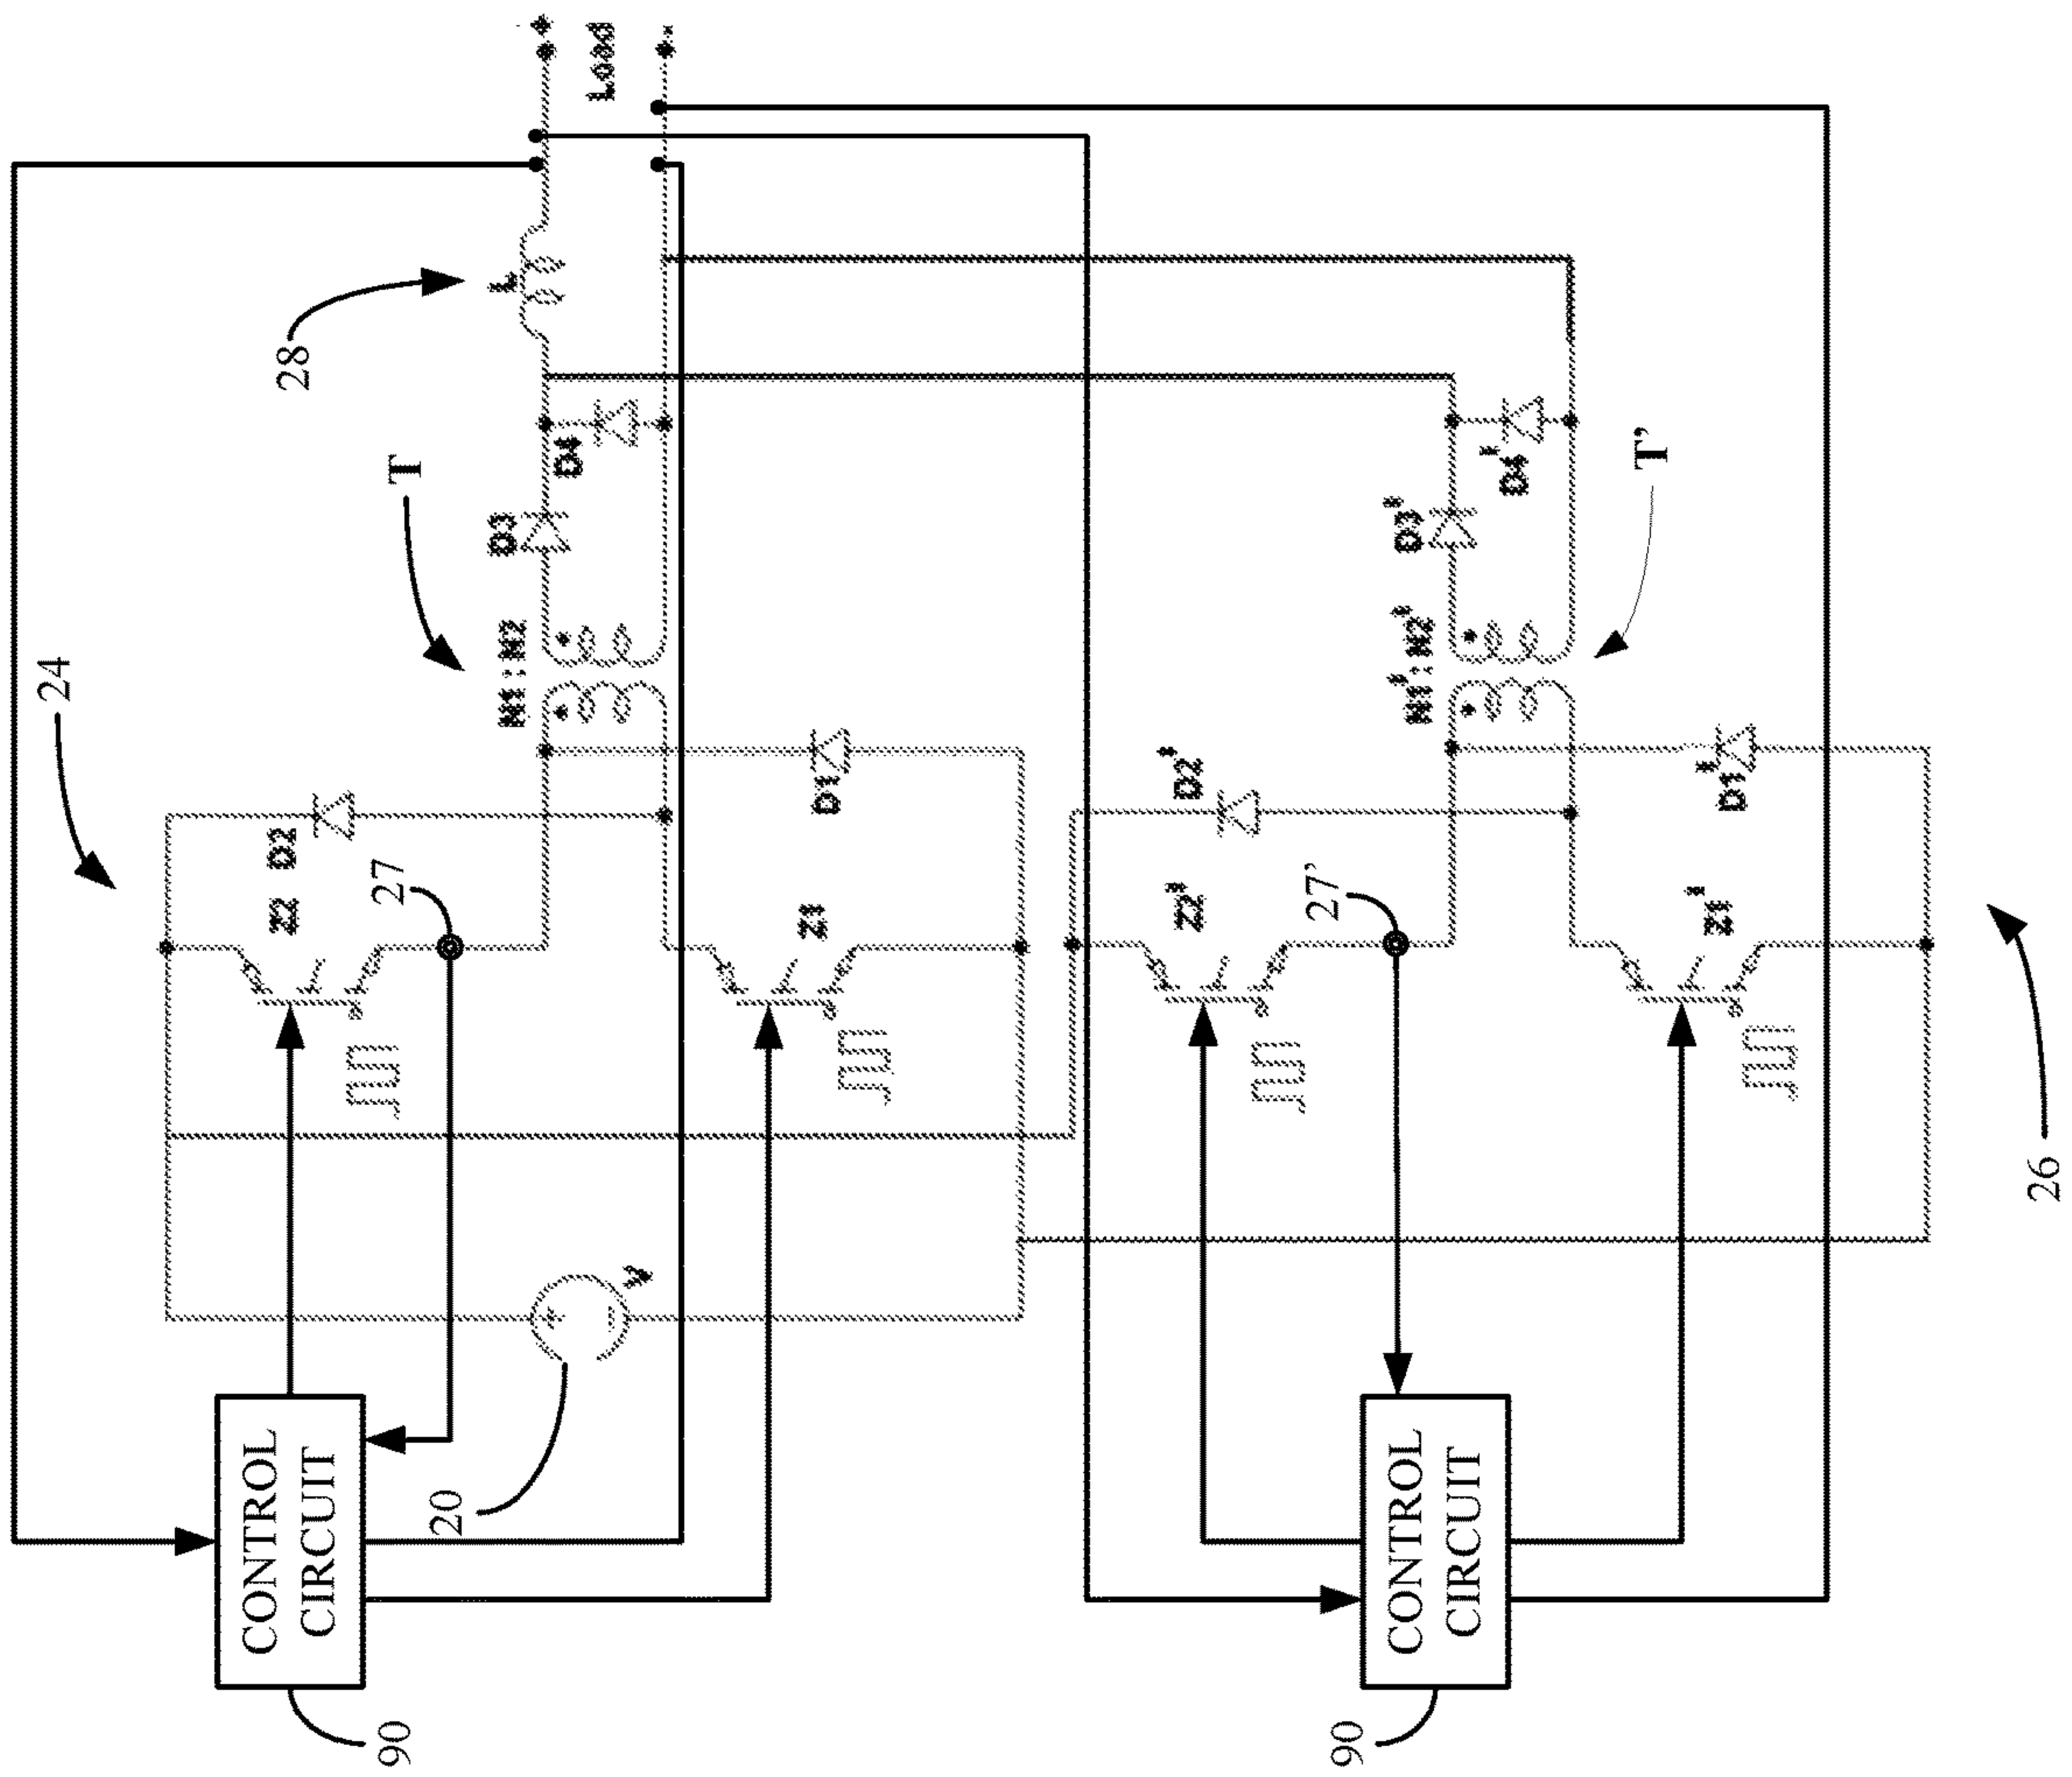 24
28
T
L
+
Load
-
N1 : N2
D3
D4
D2
Z2
27
D1
Z1
20
V
+
-
CONTROL
CIRCUIT
90
D2'
Z2'
27'
N1' : N2'
D3'
D4'
T'
D1'
Z1'
26
CONTROL
CIRCUIT
90